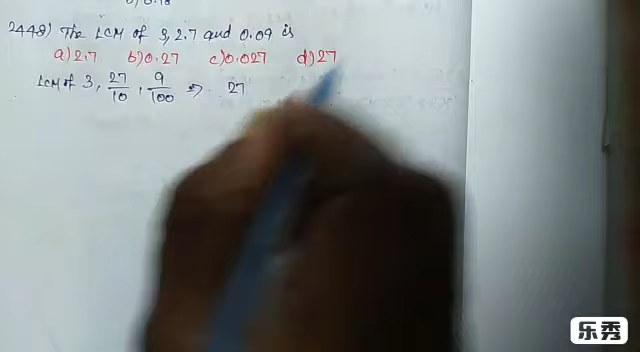 2448) The LCM of 3, 2.7 and 0.09 is
a) 2.7 b) 0.27 c) 0.027 d) 27
LCM of 3, 27/10, 9/100 => 27
乐秀